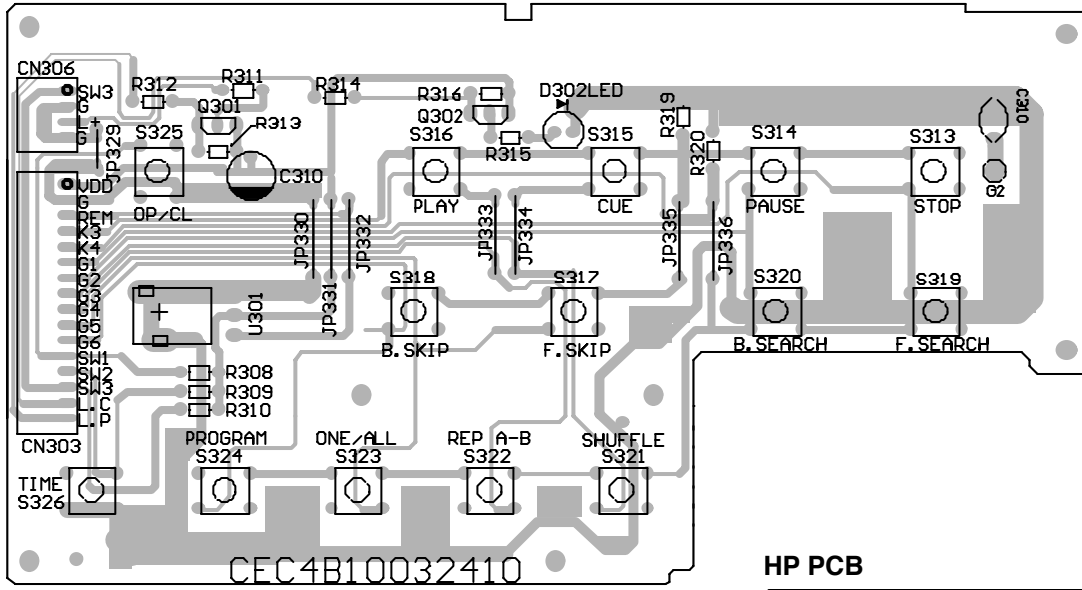 CN306
SW3
G
L+
G
R312
R311
R314
Q301
R313
S325
JP329
OP/CL
C310
R316
Q302
R315
D302LED
S316
PLAY
S315
CUE
R319
R320
S314
PAUSE
S313
STOP
C310
G2
VDD
G
REM
K3
K4
G1
G2
G3
G4
G5
G6
SW1
SW2
SW3
L.C
L.P
CN303
JP330
JP331
JP332
JP333
JP334
JP335
JP336
U301
S318
B.SKIP
S317
F.SKIP
S320
B.SEARCH
S319
F.SEARCH
R308
R309
R310
TIME
S326
PROGRAM
S324
ONE/ALL
S323
REP A-B
S322
SHUFFLE
S321
CEC4B10032410
HP PCB